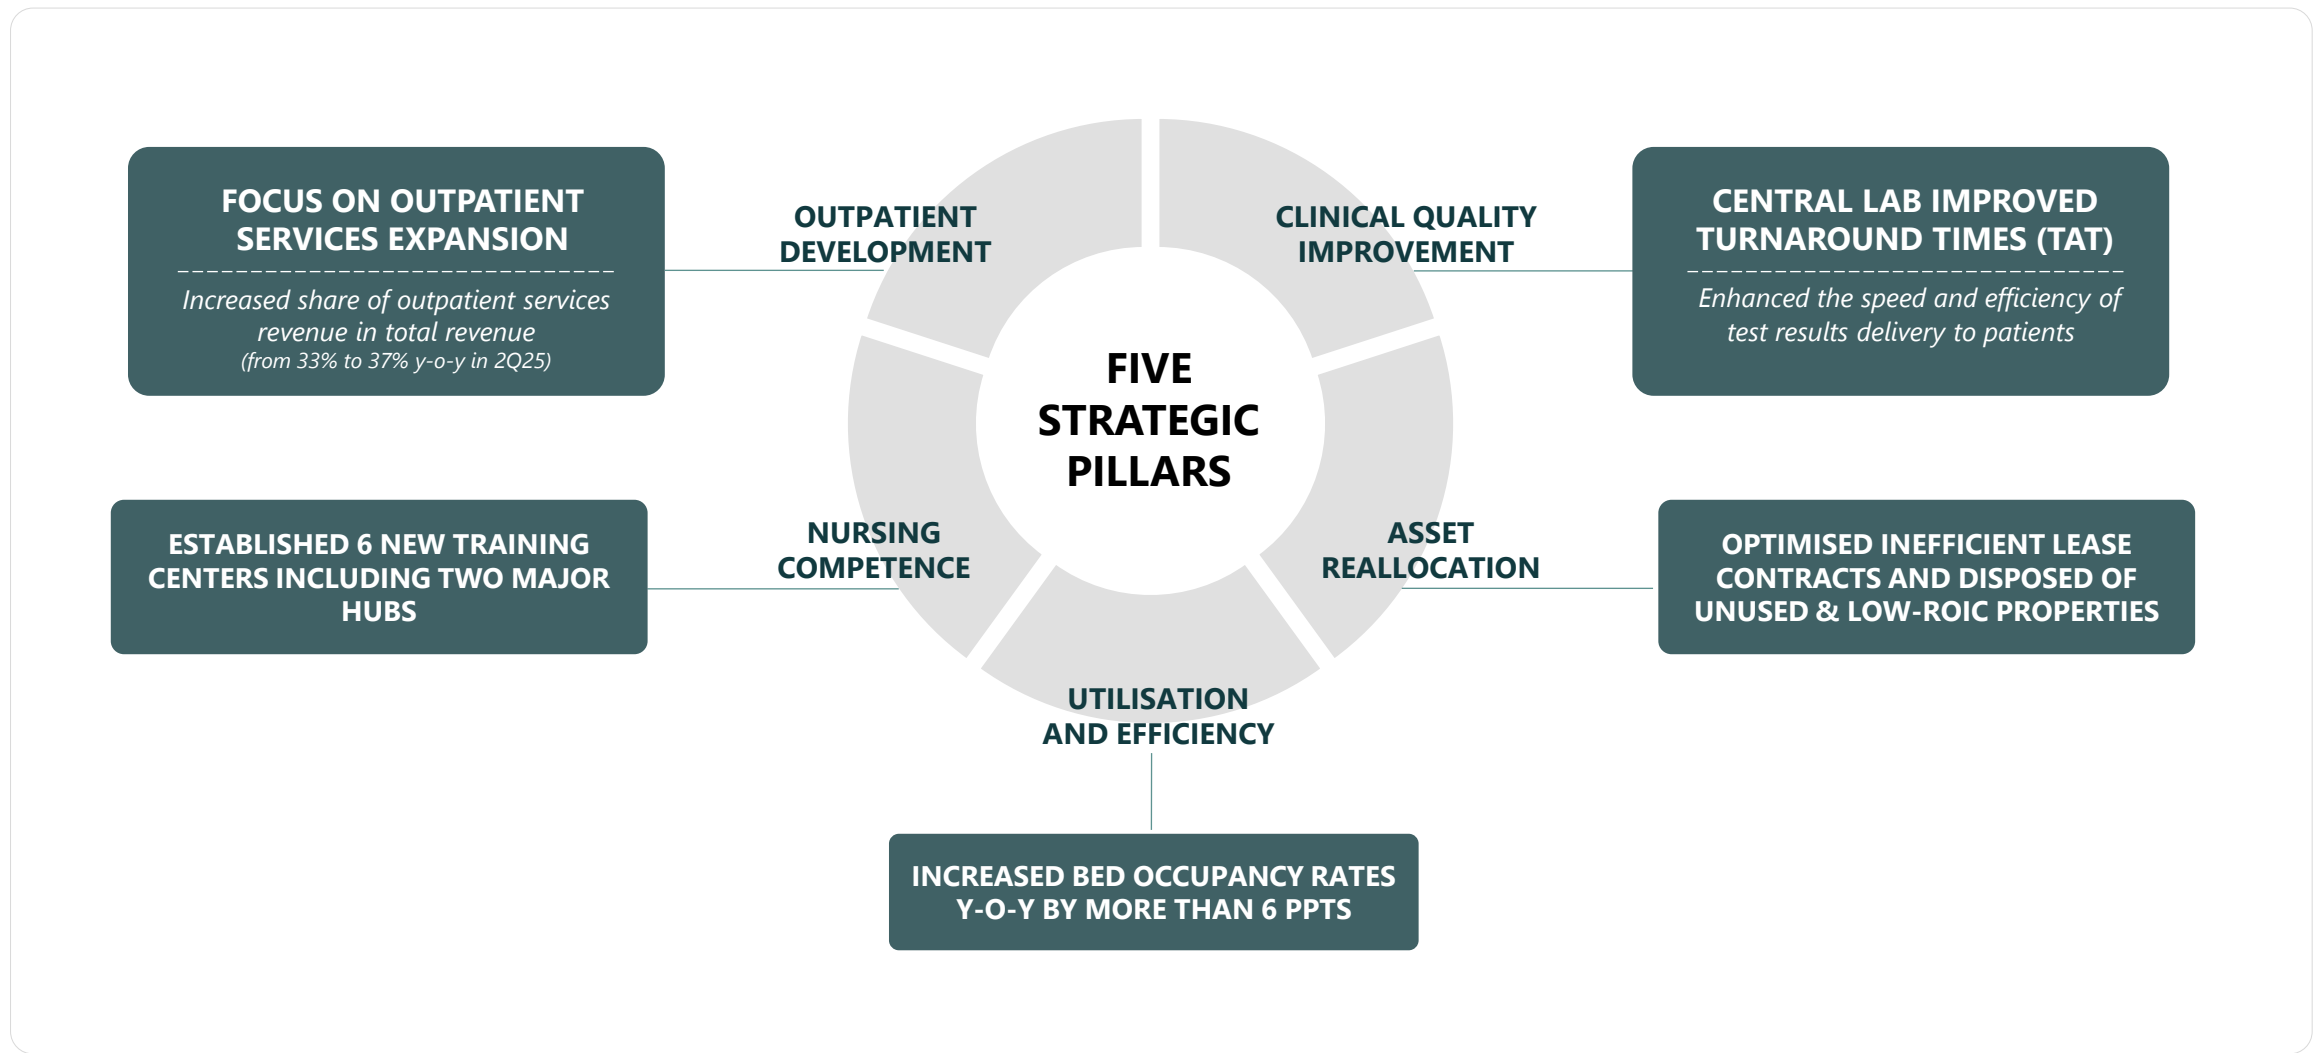 FOCUS ON OUTPATIENT
SERVICES EXPANSION
Increased share of outpatient services
revenue in total revenue
(from 33% to 37% y-o-y in 2Q25)
OUTPATIENT
DEVELOPMENT
CLINICAL QUALITY
IMPROVEMENT
CENTRAL LAB IMPROVED
TURNAROUND TIMES (TAT)
Enhanced the speed and efficiency of
test results delivery to patients
FIVE
STRATEGIC
PILLARS
ESTABLISHED 6 NEW TRAINING
CENTERS INCLUDING TWO MAJOR
HUBS
NURSING
COMPETENCE
ASSET
REALLOCATION
OPTIMISED INEFFICIENT LEASE
CONTRACTS AND DISPOSED OF
UNUSED & LOW-ROIC PROPERTIES
UTILISATION
AND EFFICIENCY
INCREASED BED OCCUPANCY RATES
Y-O-Y BY MORE THAN 6 PPTS